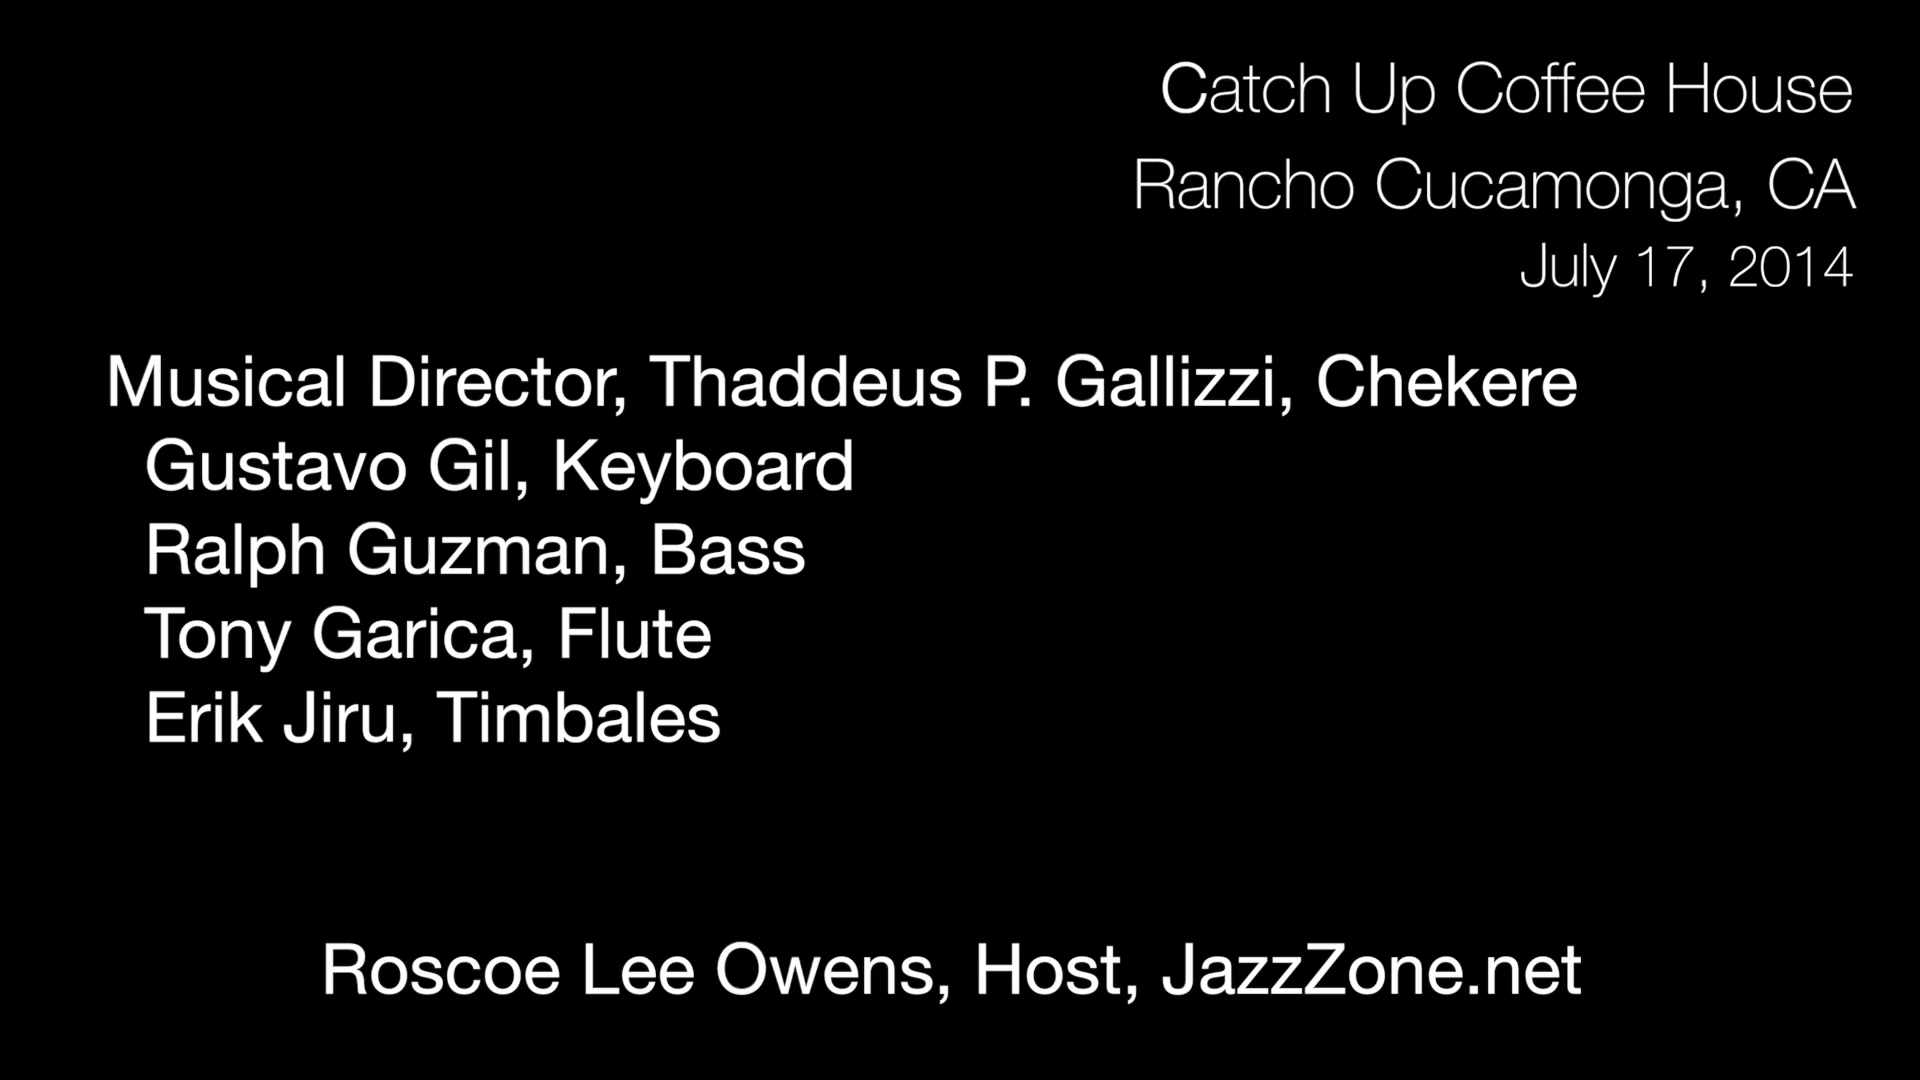 Catch Up Coffee House
Rancho Cucamonga, CA
July 17, 2014
Musical Director, Thaddeus P. Gallizzi, Chekere
Gustavo Gil, Keyboard
Ralph Guzman, Bass
Tony Garica, Flute
Erik Jiru, Timbales
Roscoe Lee Owens, Host, JazzZone.net